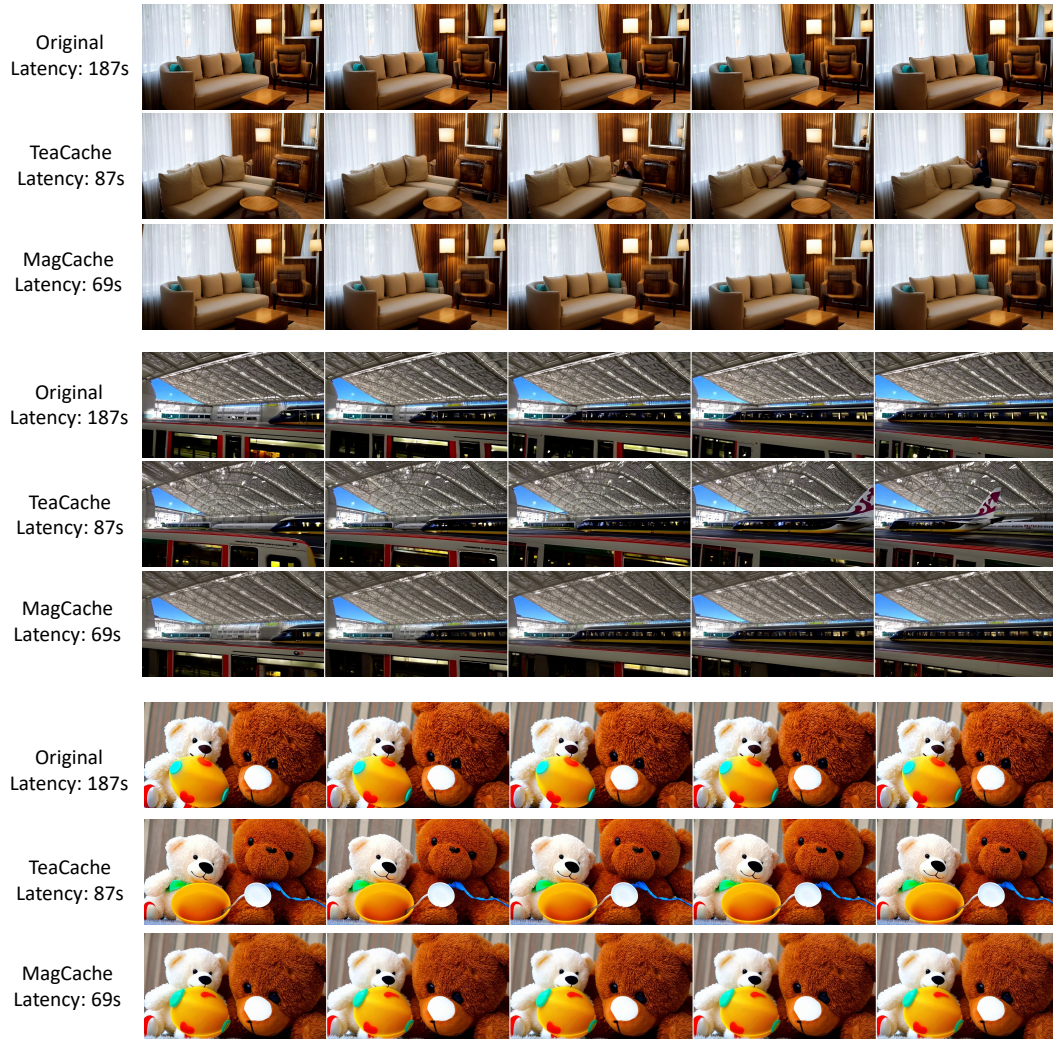 Original
Latency: 187s
TeaCache
Latency: 87s
MagCache
Latency: 69s
Original
Latency: 187s
TeaCache
Latency: 87s
MagCache
Latency: 69s
Original
Latency: 187s
TeaCache
Latency: 87s
MagCache
Latency: 69s